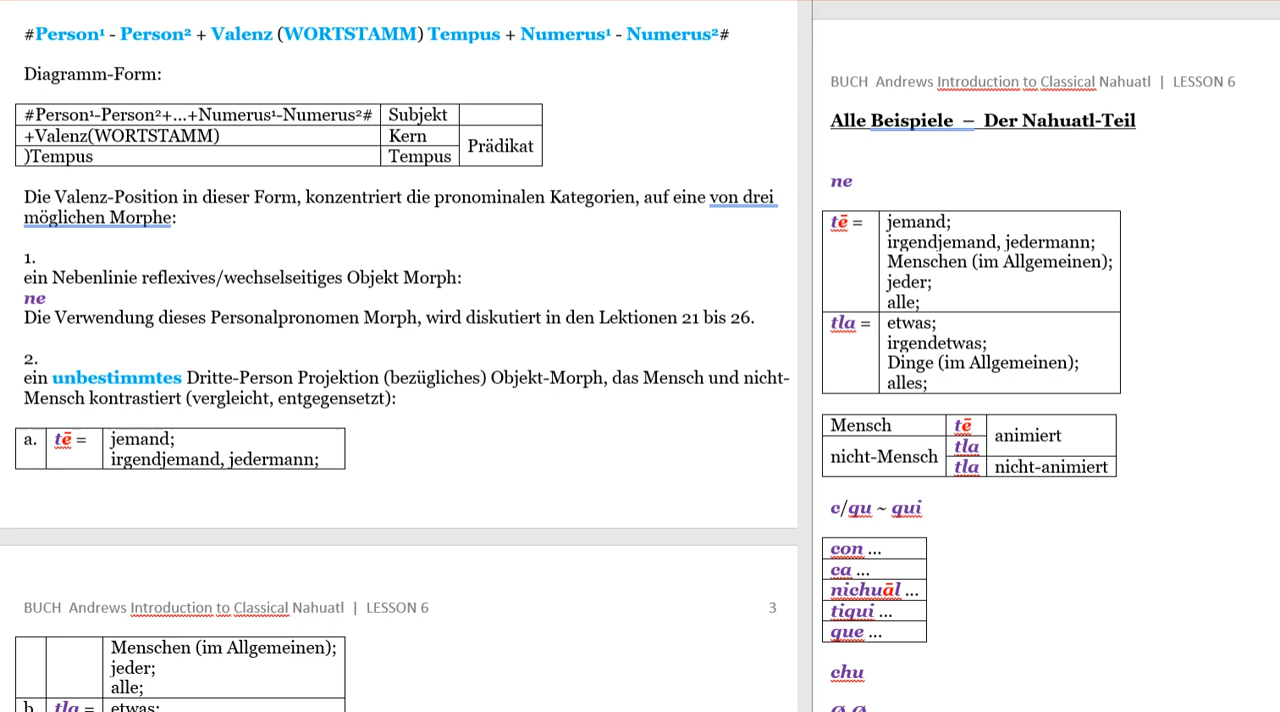 #Person¹ - Person² + Valenz (WORTSTAMM) Tempus + Numerus¹ - Numerus²#
Diagramm-Form:
#Person¹-Person²+...+Numerus¹-Numerus²# Subjekt
+Valenz(WORTSTAMM) Kern
Prädikat
)Tempus Tempus
Die Valenz-Position in dieser Form, konzentriert die pronominalen Kategorien, auf eine von drei
möglichen Morphe:
1.
ein Nebenlinie reflexives/wechselseitiges Objekt Morph:
ne
Die Verwendung dieses Personalpronomen Morph, wird diskutiert in den Lektionen 21 bis 26.
2.
ein unbestimmtes Dritte-Person Projektion (bezügliches) Objekt-Morph, das Mensch und nicht-
Mensch kontrastiert (vergleicht, entgegensetzt):
a. tē = jemand;
irgendjemand, jedermann;
BUCH Andrews Introduction to Classical Nahuatl | LESSON 6 3
Menschen (im Allgemeinen);
jeder;
alle;
b. tla = etwas;
BUCH Andrews Introduction to Classical Nahuatl | LESSON 6
Alle Beispiele – Der Nahuatl-Teil
ne
tē = jemand;
irgendjemand, jedermann;
Menschen (im Allgemeinen);
jeder;
alle;
tla = etwas;
irgendetwas;
Dinge (im Allgemeinen);
alles;
Mensch tē
animiert
nicht-Mensch tla
tla nicht-animiert
c/qu ~ qui
con ...
ca ...
nichuāl ...
tiqui ...
que ...
chu
Ø-Ø